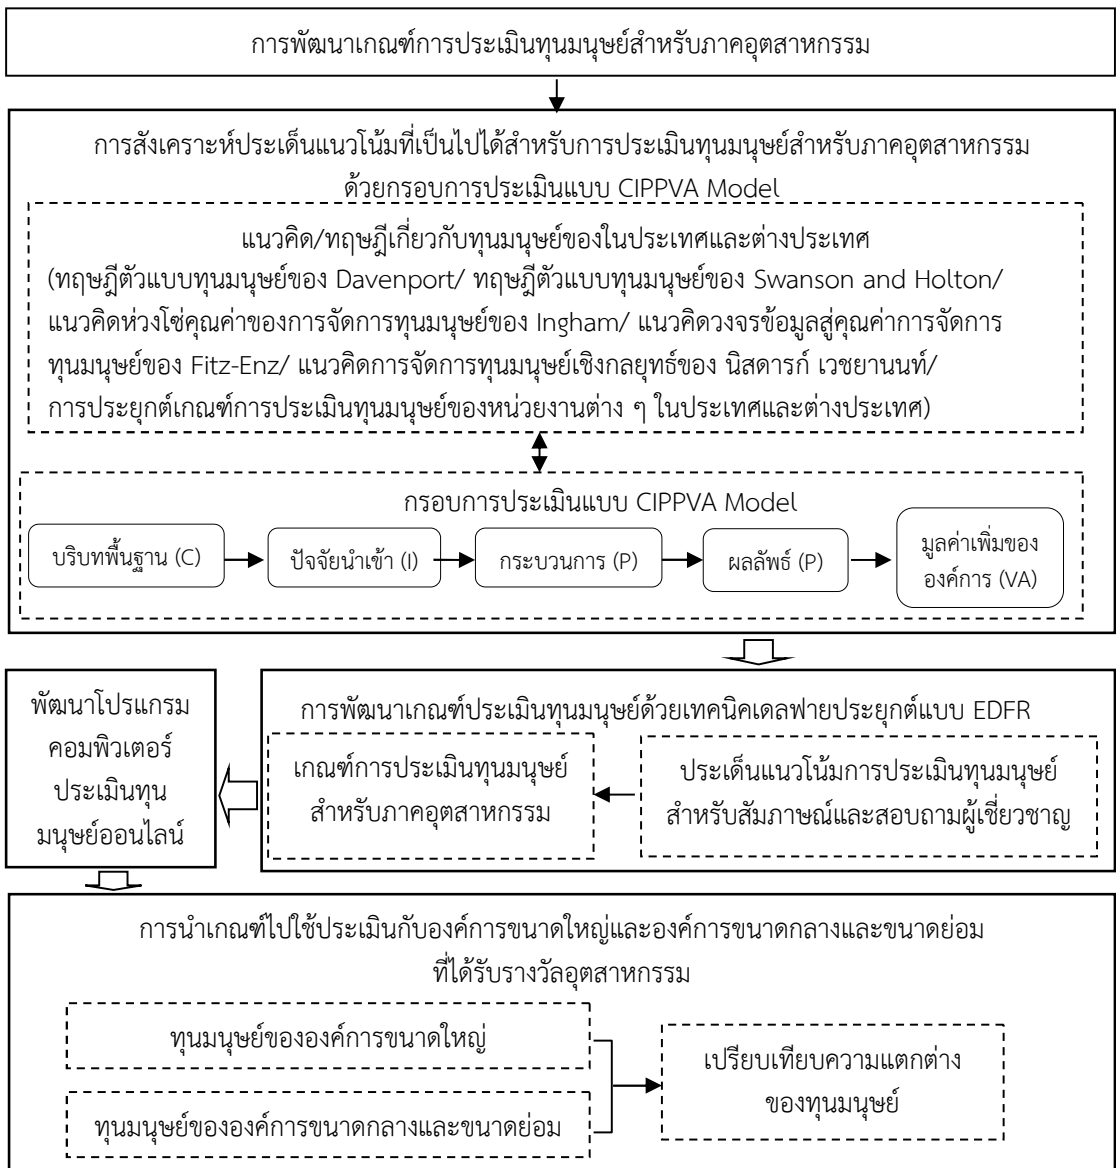 การพัฒนาเกณฑ์การประเมินทุนมนุษย์สำหรับภาคอุตสาหกรรม
การสังเคราะห์ประเด็นแนวโน้มที่เป็นไปได้สำหรับการประเมินทุนมนุษย์สำหรับภาคอุตสาหกรรม
ด้วยกรอบการประเมินแบบ CIPPVA Model
แนวคิด/ทฤษฎีเกี่ยวกับทุนมนุษย์ของในประเทศและต่างประเทศ
(ทฤษฎีตัวแบบทุนมนุษย์ของ Davenport/ ทฤษฎีตัวแบบทุนมนุษย์ของ Swanson and Holton/
แนวคิดห่วงโซ่คุณค่าของการจัดการทุนมนุษย์ของ Ingham/ แนวคิดวงจรข้อมูลสู่คุณค่าการจัดการ
ทุนมนุษย์ของ Fitz-Enz/ แนวคิดการจัดการทุนมนุษย์เชิงกลยุทธ์ของ นิสดารก์ เวชยานนท์/
การประยุกต์เกณฑ์การประเมินทุนมนุษย์ของหน่วยงานต่าง ๆ ในประเทศและต่างประเทศ)
กรอบการประเมินแบบ CIPPVA Model
บริบทพื้นฐาน (C)
ปัจจัยนำเข้า (I)
กระบวนการ (P)
ผลลัพธ์ (P)
มูลค่าเพิ่มของ
องค์การ (VA)
การพัฒนาเกณฑ์ประเมินทุนมนุษย์ด้วยเทคนิคเดลฟายประยุกต์แบบ EDFR
ประเด็นแนวโน้มการประเมินทุนมนุษย์
สำหรับสัมภาษณ์และสอบถามผู้เชี่ยวชาญ
เกณฑ์การประเมินทุนมนุษย์
สำหรับภาคอุตสาหกรรม
พัฒนาโปรแกรม
คอมพิวเตอร์
ประเมินทุน
มนุษย์ออนไลน์
การนำเกณฑ์ไปใช้ประเมินกับองค์การขนาดใหญ่และองค์การขนาดกลางและขนาดย่อม
ที่ได้รับรางวัลอุตสาหกรรม
ทุนมนุษย์ขององค์การขนาดใหญ่
ทุนมนุษย์ขององค์การขนาดกลางและขนาดย่อม
เปรียบเทียบความแตกต่าง
ของทุนมนุษย์